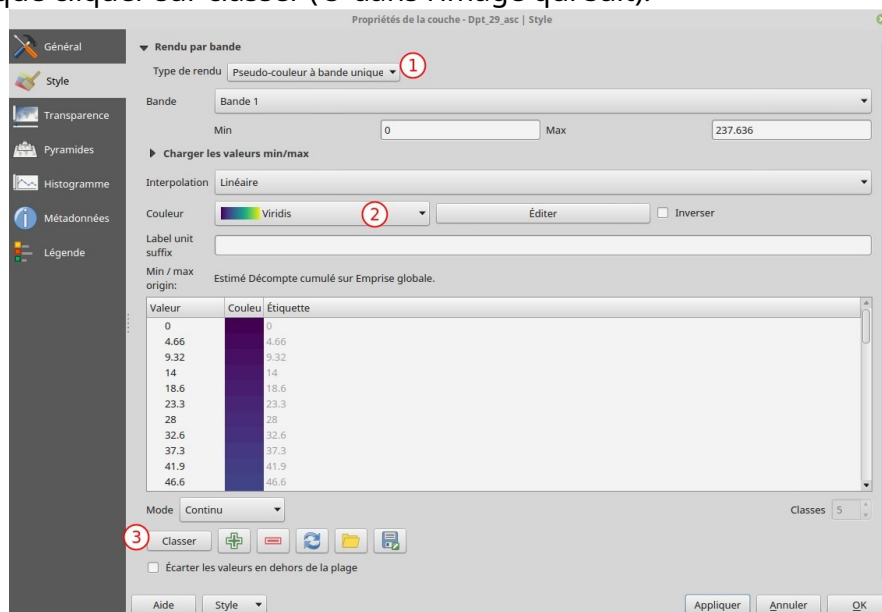 que cliquer sur classer (③ dans l'image qui suit).
Propriétés de la couche - Dpt_29_asc | Style
Général
Style
Transparence
Pyramides
Histogramme
Métadonnées
Légende
Rendu par bande
Type de rendu Pseudo-couleur à bande unique 1
Bande Bande 1
Min 0 Max 237.636
Charger les valeurs min/max
Interpolation Linéaire
Couleur Viridis 2 Éditer Inverser
Label unit
suffix
Min / max
origin: Estimé Décompte cumulé sur Emprise globale.
Valeur Couleu Étiquette
0 0
4.66 4.66
9.32 9.32
14 14
18.6 18.6
23.3 23.3
28 28
32.6 32.6
37.3 37.3
41.9 41.9
46.6 46.6
Mode Continu Classes 5
3 Classer
Écarter les valeurs en dehors de la plage
Aide Style Appliquer Annuler OK